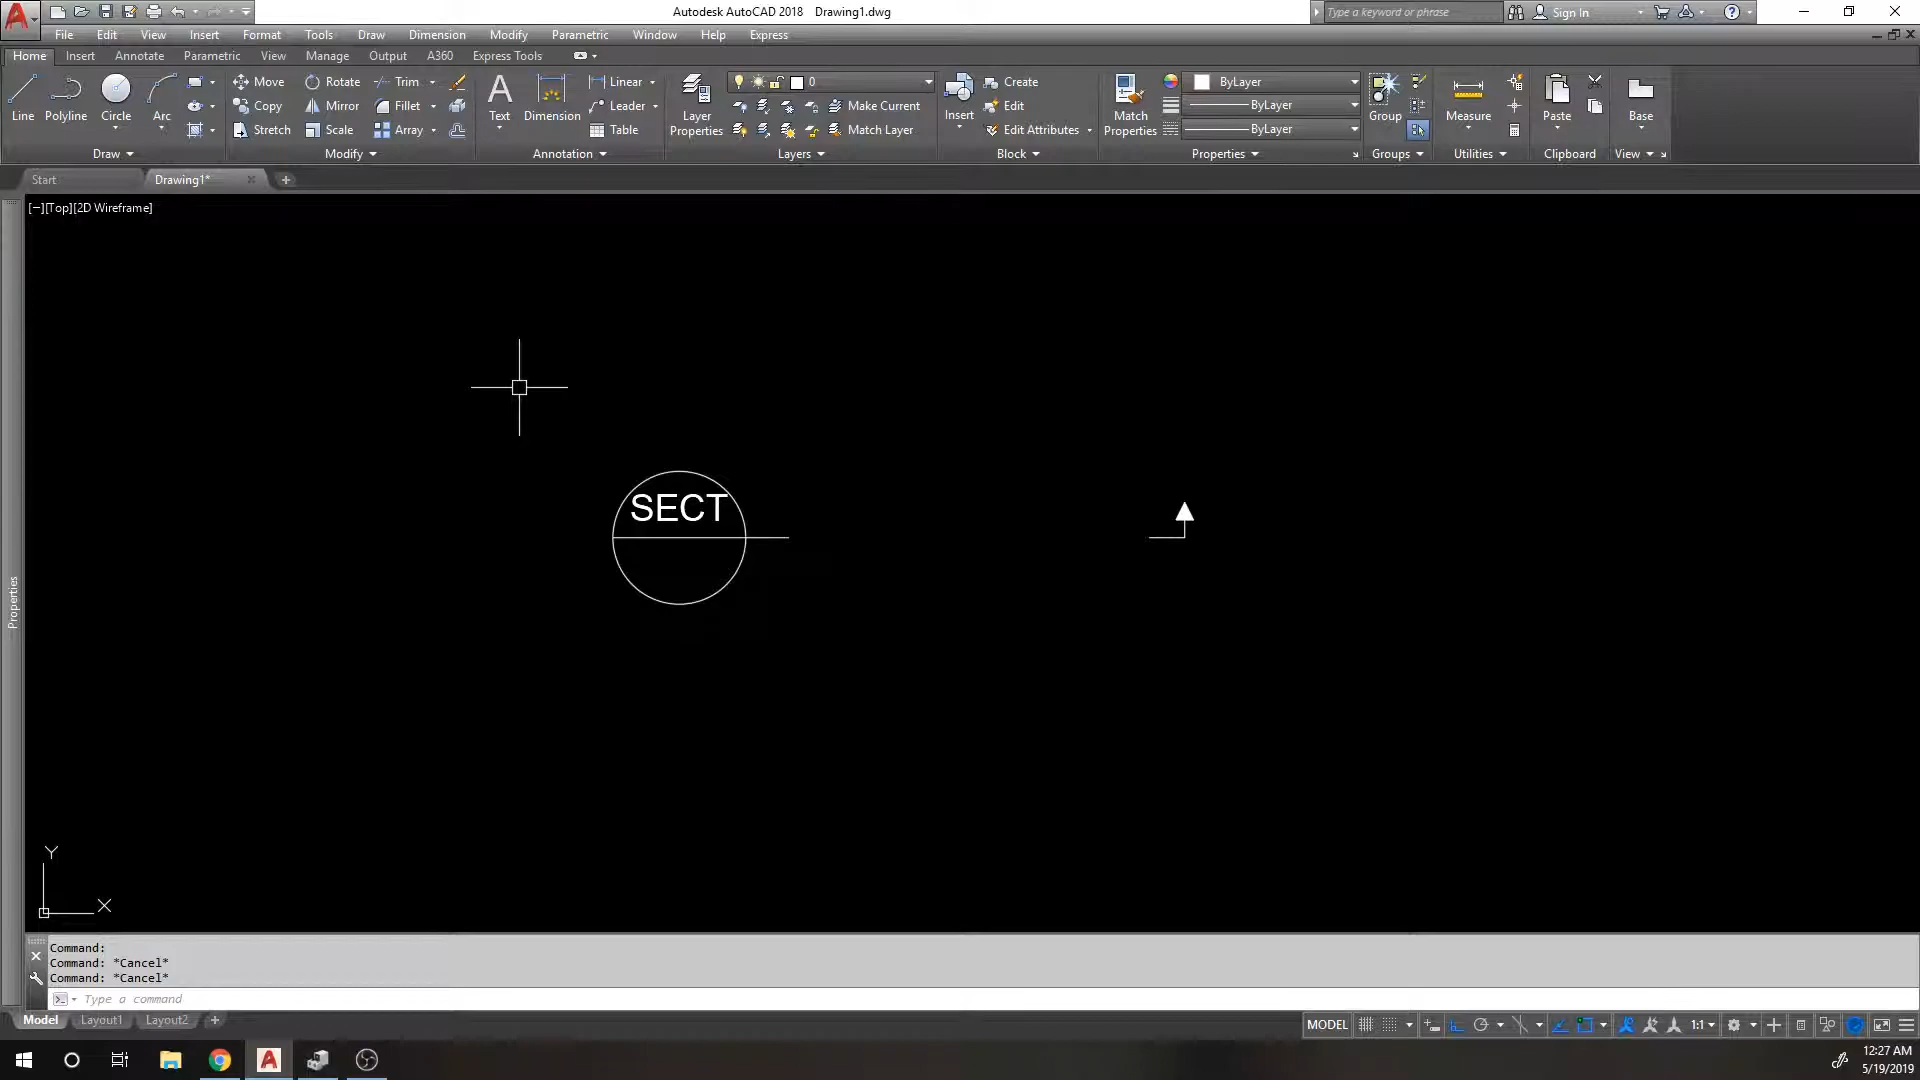 Autodesk AutoCAD 2018 Drawing1.dwg
Type a keyword or phrase
Sign In
File Edit View Insert Format Tools Draw Dimension Modify Parametric Window Help Express
Home Insert Annotate Parametric View Manage Output A360 Express Tools
Line Polyline Circle Arc
Move Rotate Trim
Copy Mirror Fillet
Stretch Scale Array
Text Dimension
Linear
Leader
Table
Layer Properties
0
Make Current
Match Layer
Insert
Create
Edit
Edit Attributes
Match Properties
ByLayer
ByLayer
ByLayer
Group
Measure
Paste
Base
Draw Modify Annotation Layers Block Properties Groups Utilities Clipboard View
Start Drawing1*
[−][Top][2D Wireframe]
SECT
Properties
Y
X
Command:
Command: *Cancel*
Command: *Cancel*
Type a command
Model Layout1 Layout2
MODEL 1:1
12:27 AM
5/19/2019